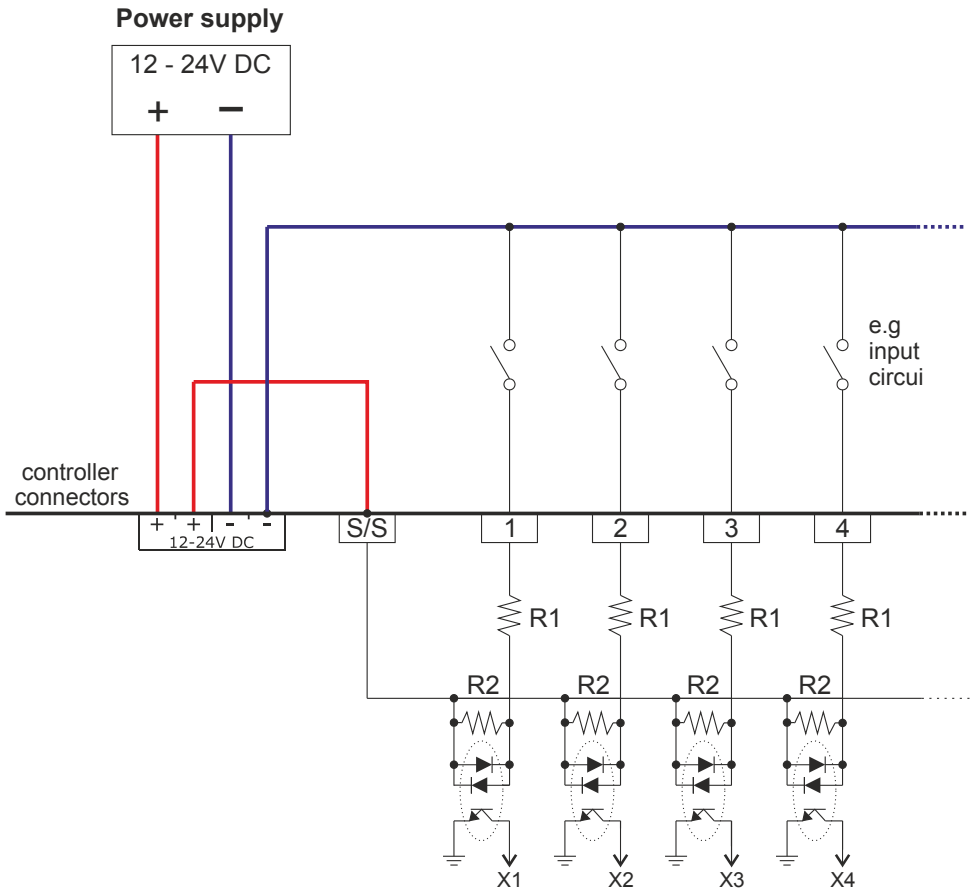 Power supply
12 - 24V DC
+ −
e.g
input
circui
controller
connectors
+ + - -
12-24V DC
S/S 1 2 3 4
R1 R1 R1 R1
R2 R2 R2 R2
X1 X2 X3 X4